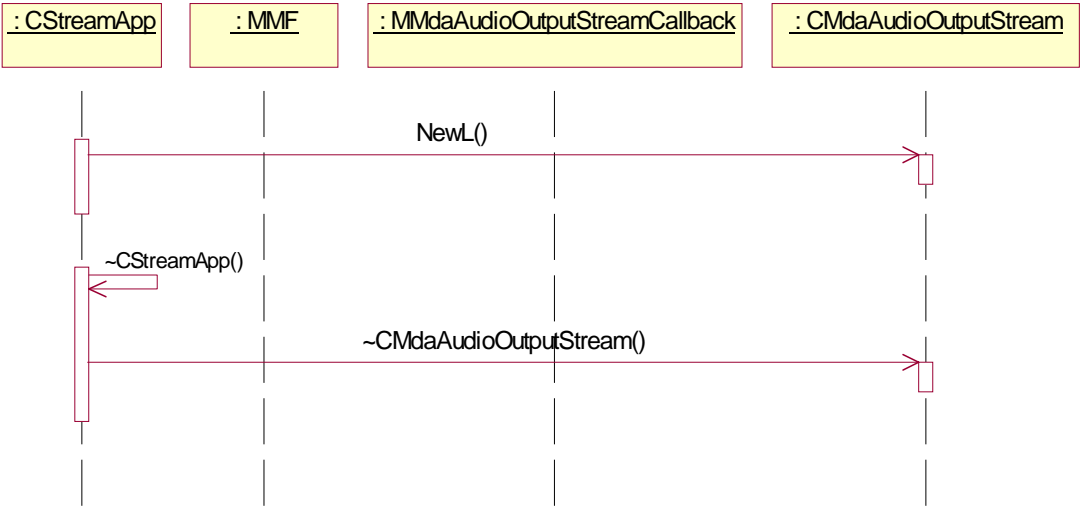 : CStreamApp
: MMF
: MMdaAudioOutputStreamCallback
: CMdaAudioOutputStream
NewL()
~CStreamApp()
~CMdaAudioOutputStream()